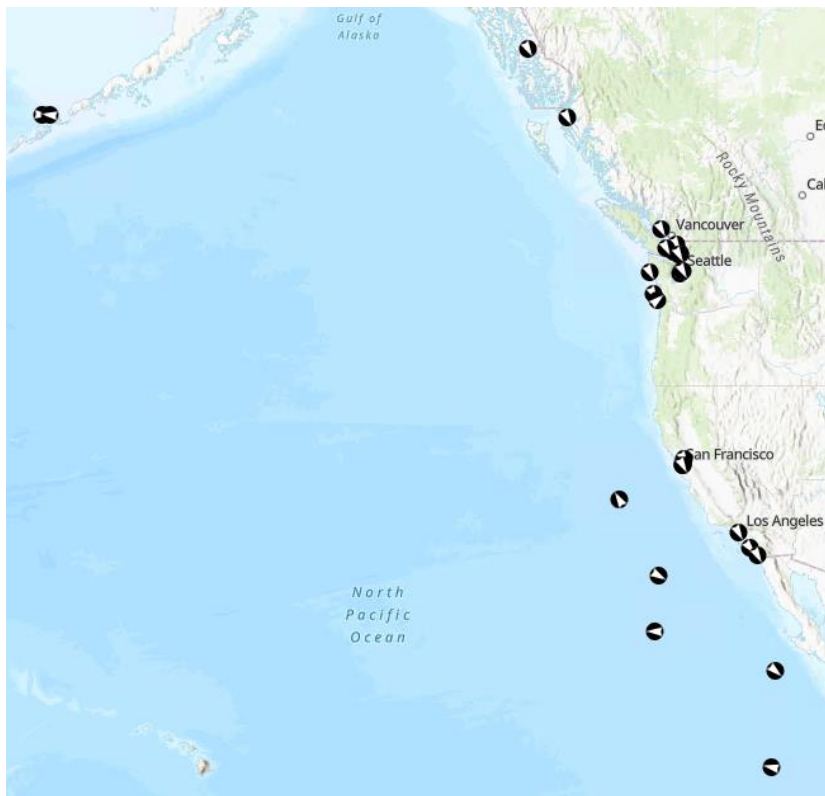 Gulf of
Alaska
Rocky Mountains
Vancouver
Seattle
San Francisco
Los Angeles
North
Pacific
Ocean